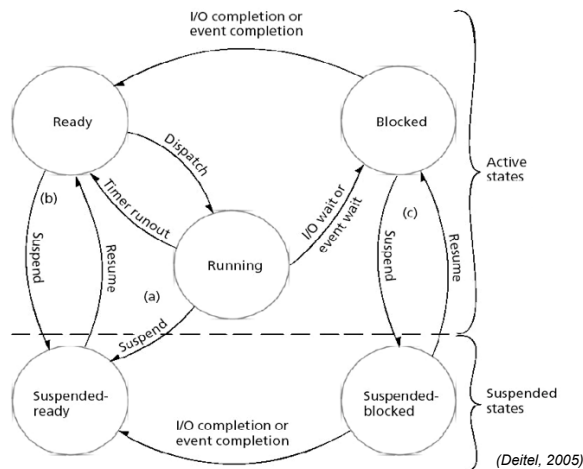 I/O completion or
event completion
Ready
Blocked
Dispatch
Active
states
(b)
Timer runout
I/O wait or
event wait
(c)
Suspend
Resume
Running
Suspend
Resume
(a)
Suspend
Suspended-
ready
Suspended-
blocked
Suspended
states
I/O completion or
event completion
(Deitel, 2005)